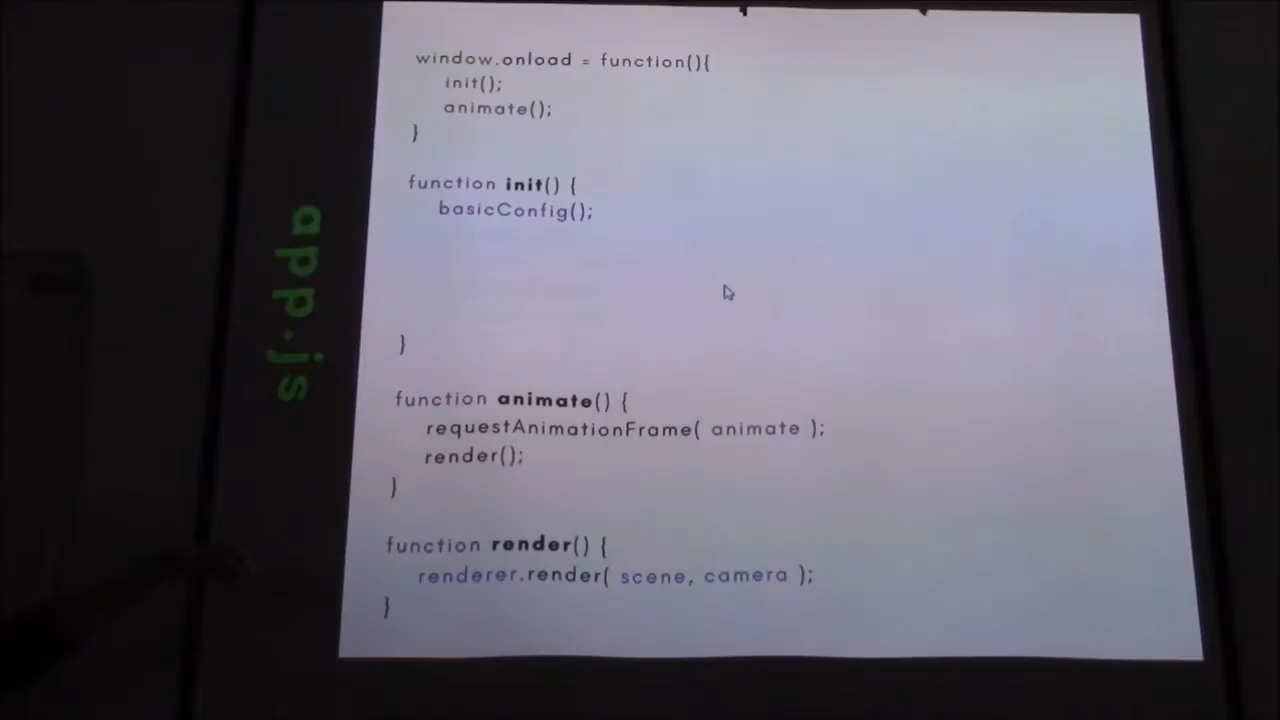 window.onload = function(){
init();
animate();
}
function init() {
basicConfig();
}
function animate() {
requestAnimationFrame( animate );
render();
}
function render() {
renderer.render( scene, camera );
}
app.js